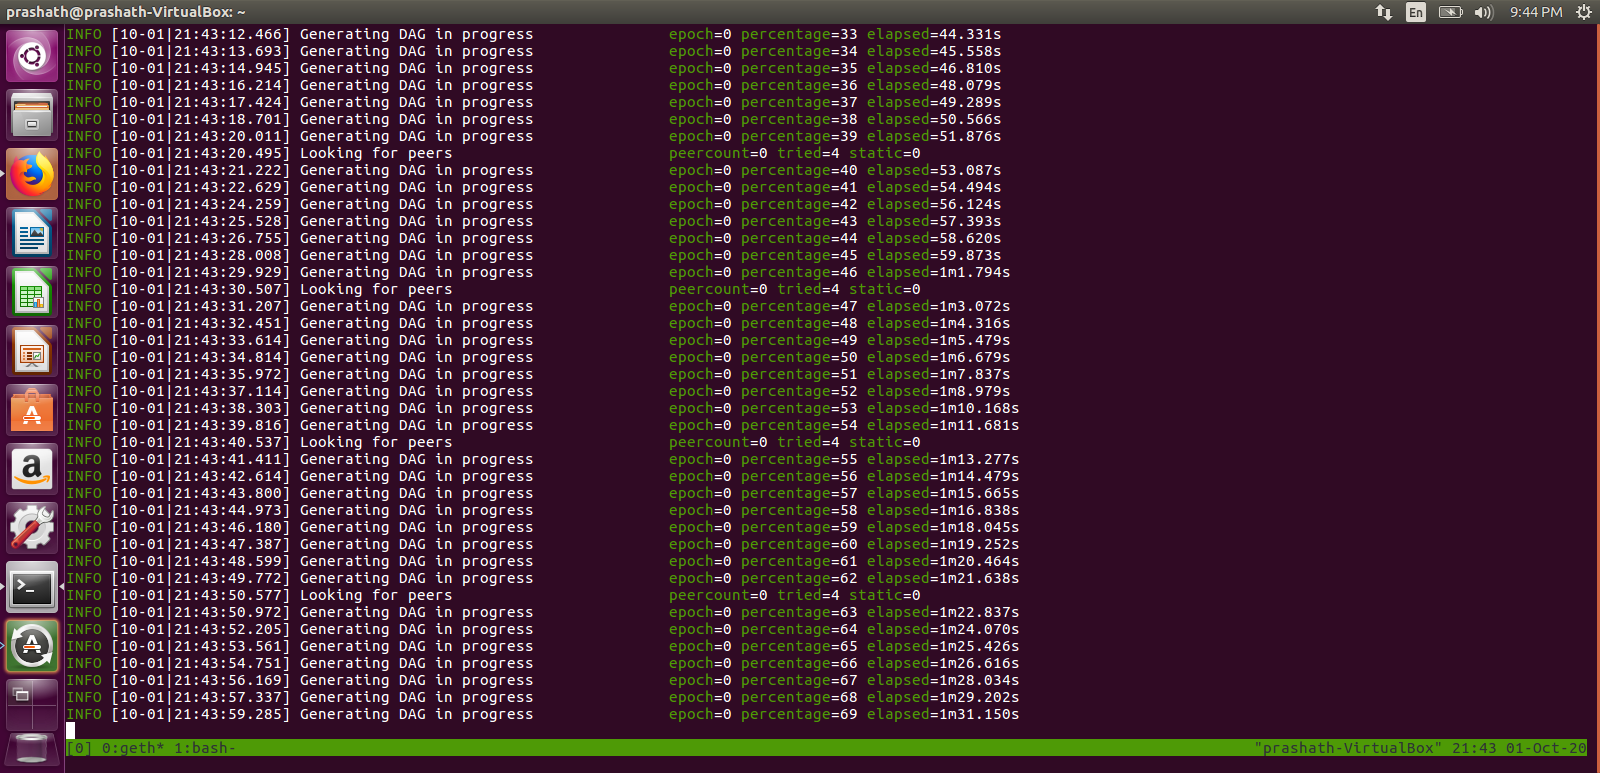 prashath@prashath-VirtualBox: ~ En 9:44 PM
INFO [10-01|21:43:12.466] Generating DAG in progress epoch=0 percentage=33 elapsed=44.331s
INFO [10-01|21:43:13.693] Generating DAG in progress epoch=0 percentage=34 elapsed=45.558s
INFO [10-01|21:43:14.945] Generating DAG in progress epoch=0 percentage=35 elapsed=46.810s
INFO [10-01|21:43:16.214] Generating DAG in progress epoch=0 percentage=36 elapsed=48.079s
INFO [10-01|21:43:17.424] Generating DAG in progress epoch=0 percentage=37 elapsed=49.289s
INFO [10-01|21:43:18.701] Generating DAG in progress epoch=0 percentage=38 elapsed=50.566s
INFO [10-01|21:43:20.011] Generating DAG in progress epoch=0 percentage=39 elapsed=51.876s
INFO [10-01|21:43:20.495] Looking for peers peercount=0 tried=4 static=0
INFO [10-01|21:43:21.222] Generating DAG in progress epoch=0 percentage=40 elapsed=53.087s
INFO [10-01|21:43:22.629] Generating DAG in progress epoch=0 percentage=41 elapsed=54.494s
INFO [10-01|21:43:24.259] Generating DAG in progress epoch=0 percentage=42 elapsed=56.124s
INFO [10-01|21:43:25.528] Generating DAG in progress epoch=0 percentage=43 elapsed=57.393s
INFO [10-01|21:43:26.755] Generating DAG in progress epoch=0 percentage=44 elapsed=58.620s
INFO [10-01|21:43:28.008] Generating DAG in progress epoch=0 percentage=45 elapsed=59.873s
INFO [10-01|21:43:29.929] Generating DAG in progress epoch=0 percentage=46 elapsed=1m1.794s
INFO [10-01|21:43:30.507] Looking for peers peercount=0 tried=4 static=0
INFO [10-01|21:43:31.207] Generating DAG in progress epoch=0 percentage=47 elapsed=1m3.072s
INFO [10-01|21:43:32.451] Generating DAG in progress epoch=0 percentage=48 elapsed=1m4.316s
INFO [10-01|21:43:33.614] Generating DAG in progress epoch=0 percentage=49 elapsed=1m5.479s
INFO [10-01|21:43:34.814] Generating DAG in progress epoch=0 percentage=50 elapsed=1m6.679s
INFO [10-01|21:43:35.972] Generating DAG in progress epoch=0 percentage=51 elapsed=1m7.837s
INFO [10-01|21:43:37.114] Generating DAG in progress epoch=0 percentage=52 elapsed=1m8.979s
INFO [10-01|21:43:38.303] Generating DAG in progress epoch=0 percentage=53 elapsed=1m10.168s
INFO [10-01|21:43:39.816] Generating DAG in progress epoch=0 percentage=54 elapsed=1m11.681s
INFO [10-01|21:43:40.537] Looking for peers peercount=0 tried=4 static=0
INFO [10-01|21:43:41.411] Generating DAG in progress epoch=0 percentage=55 elapsed=1m13.277s
INFO [10-01|21:43:42.614] Generating DAG in progress epoch=0 percentage=56 elapsed=1m14.479s
INFO [10-01|21:43:43.800] Generating DAG in progress epoch=0 percentage=57 elapsed=1m15.665s
INFO [10-01|21:43:44.973] Generating DAG in progress epoch=0 percentage=58 elapsed=1m16.838s
INFO [10-01|21:43:46.180] Generating DAG in progress epoch=0 percentage=59 elapsed=1m18.045s
INFO [10-01|21:43:47.387] Generating DAG in progress epoch=0 percentage=60 elapsed=1m19.252s
INFO [10-01|21:43:48.599] Generating DAG in progress epoch=0 percentage=61 elapsed=1m20.464s
INFO [10-01|21:43:49.772] Generating DAG in progress epoch=0 percentage=62 elapsed=1m21.638s
INFO [10-01|21:43:50.577] Looking for peers peercount=0 tried=4 static=0
INFO [10-01|21:43:50.972] Generating DAG in progress epoch=0 percentage=63 elapsed=1m22.837s
INFO [10-01|21:43:52.205] Generating DAG in progress epoch=0 percentage=64 elapsed=1m24.070s
INFO [10-01|21:43:53.561] Generating DAG in progress epoch=0 percentage=65 elapsed=1m25.426s
INFO [10-01|21:43:54.751] Generating DAG in progress epoch=0 percentage=66 elapsed=1m26.616s
INFO [10-01|21:43:56.169] Generating DAG in progress epoch=0 percentage=67 elapsed=1m28.034s
INFO [10-01|21:43:57.337] Generating DAG in progress epoch=0 percentage=68 elapsed=1m29.202s
INFO [10-01|21:43:59.285] Generating DAG in progress epoch=0 percentage=69 elapsed=1m31.150s
[0] 0:geth* 1:bash- "prashath-VirtualBox" 21:43 01-Oct-20